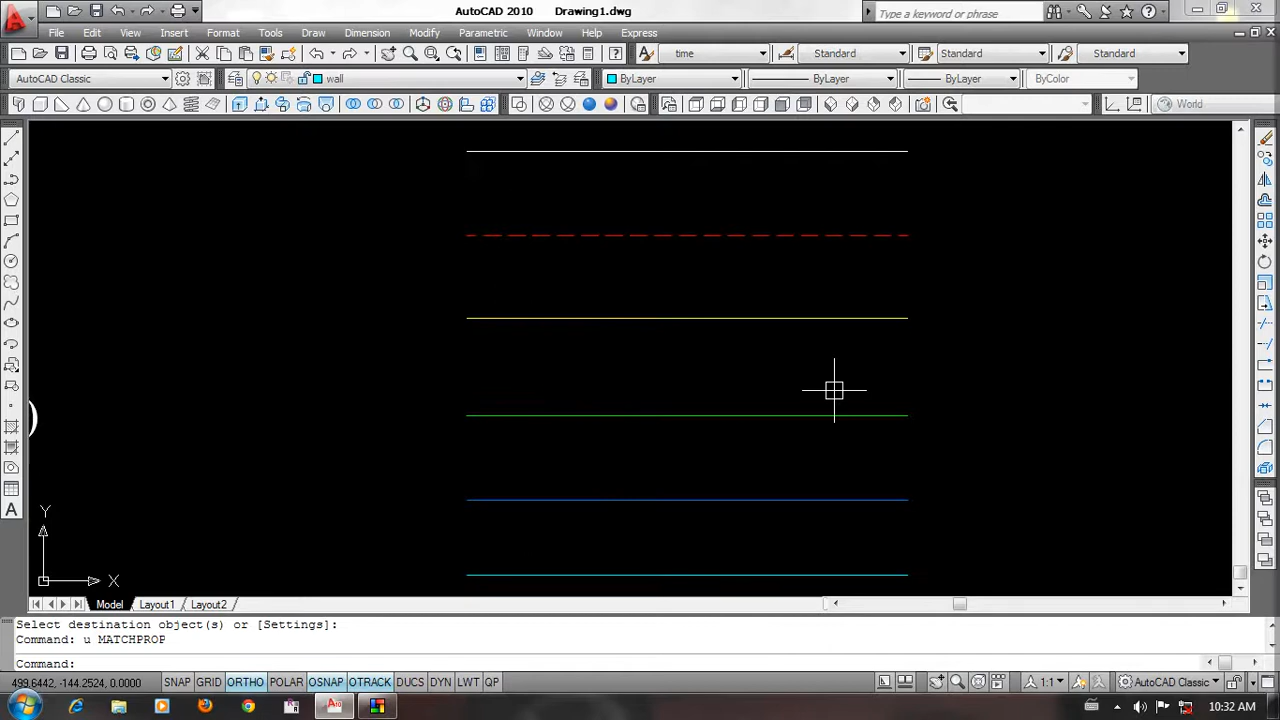 AutoCAD 2010 Drawing1.dwg
Type a keyword or phrase
File Edit View Insert Format Tools Draw Dimension Modify Parametric Window Help Express
time Standard Standard Standard
AutoCAD Classic wall ByLayer ByLayer ByLayer ByColor
World
)
Y
X
Model Layout1 Layout2
Select destination object(s) or [Settings]:
Command: u MATCHPROP
Command:
499.6442, -144.2524, 0.0000 SNAP GRID ORTHO POLAR OSNAP OTRACK DUCS DYN LWT QP 1:1 AutoCAD Classic
10:32 AM